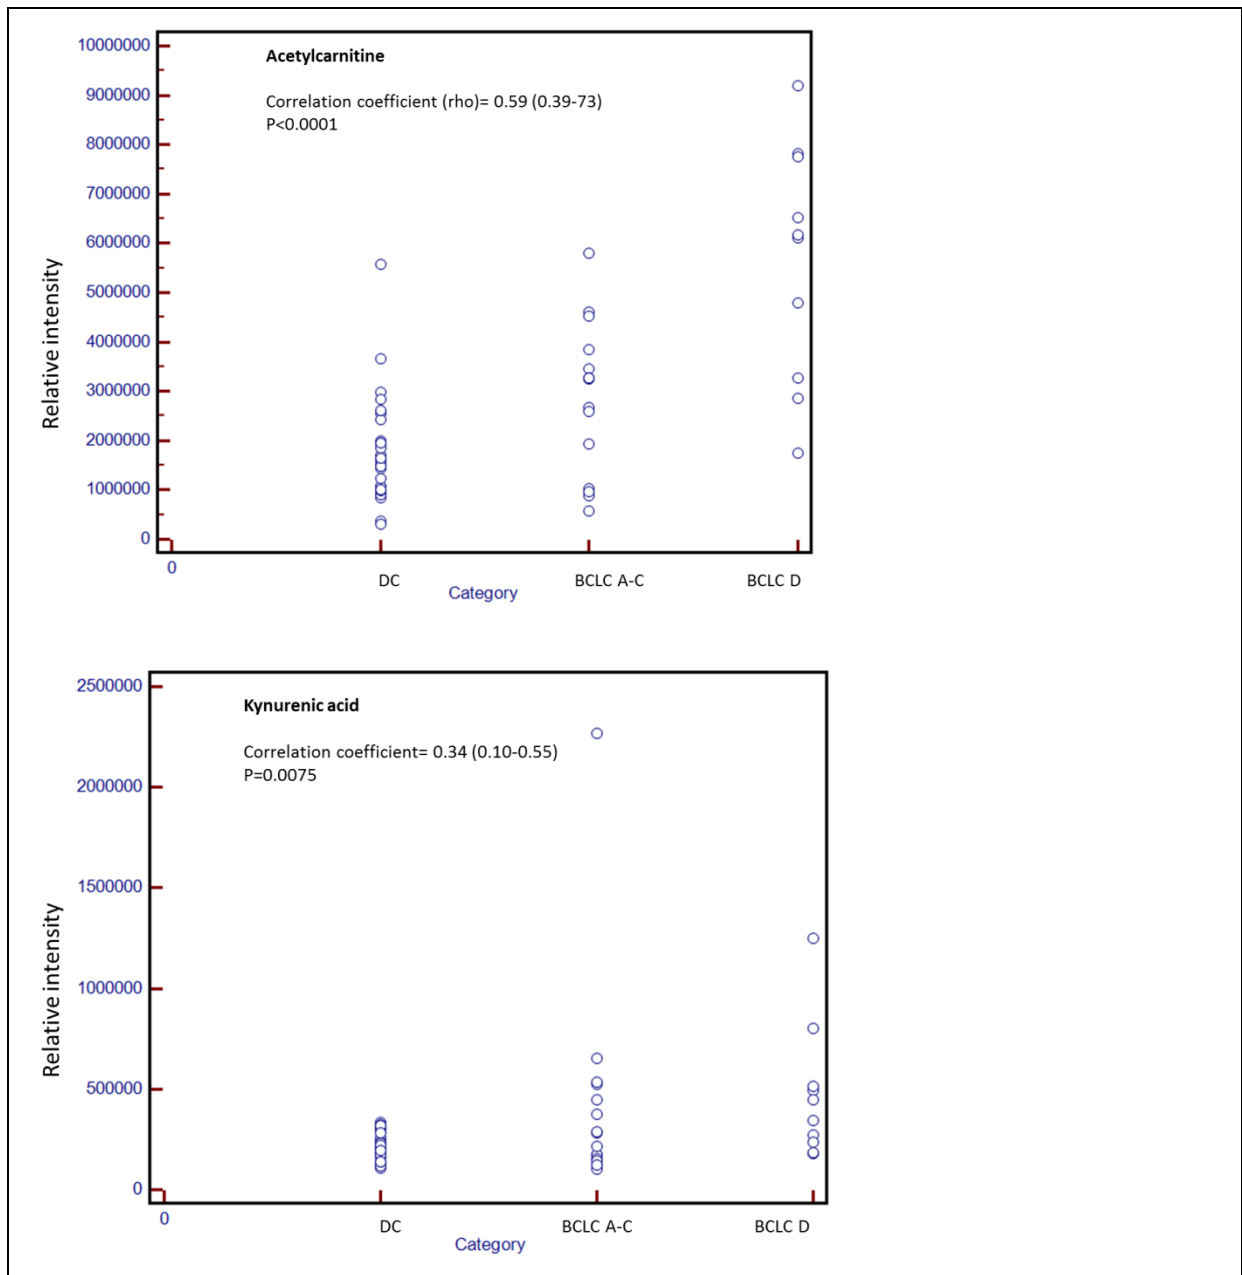 Acetylcarnitine
Correlation coefficient (rho)= 0.59 (0.39-73)
P<0.0001
Relative intensity
10000000
9000000
8000000
7000000
6000000
5000000
4000000
3000000
2000000
1000000
0
0
DC
BCLC A-C
BCLC D
Category
Kynurenic acid
Correlation coefficient= 0.34 (0.10-0.55)
P=0.0075
Relative intensity
2500000
2000000
1500000
1000000
500000
0
0
DC
BCLC A-C
BCLC D
Category